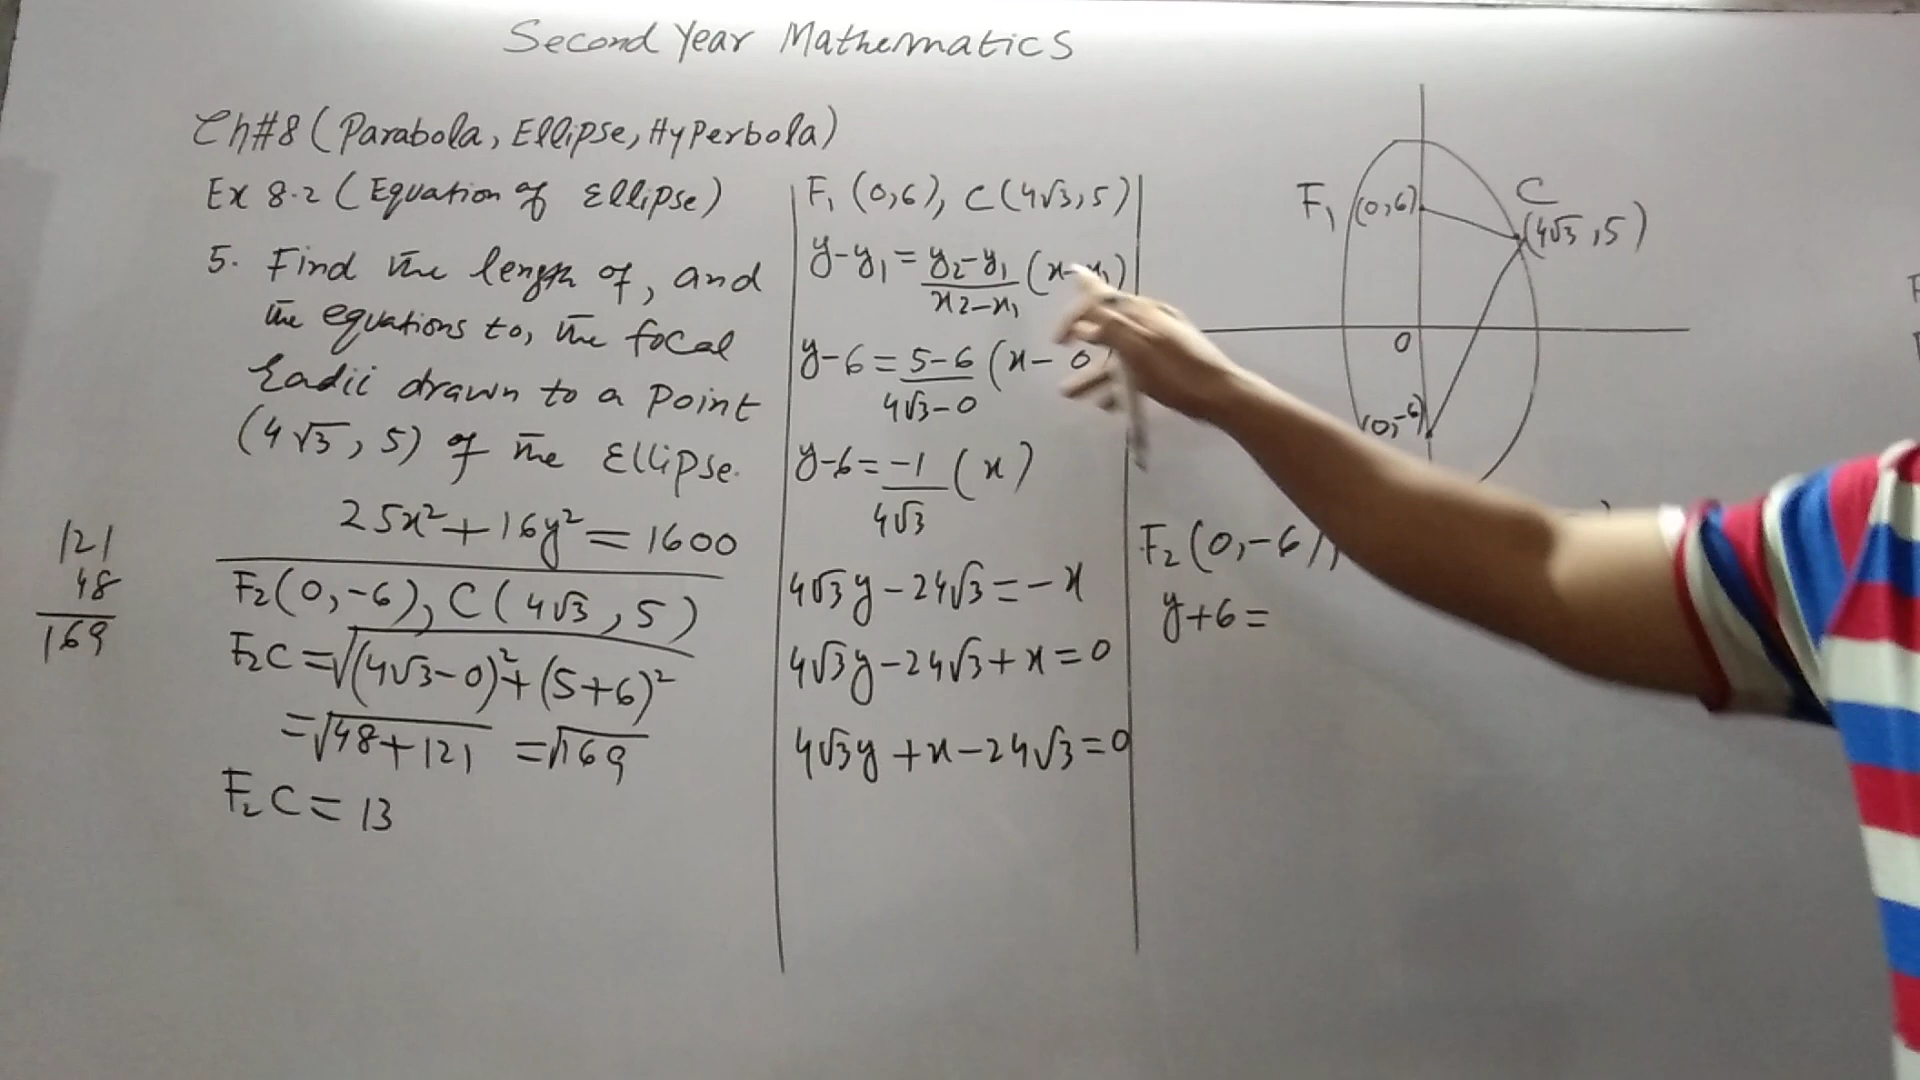 Second Year Mathematics
Ch#8 (Parabola, Ellipse, Hyperbola)
Ex 8.2 (Equation of Ellipse)
5. Find the length of, and
the equations to, the focal
radii drawn to a point
(4√3, 5) of the Ellipse.
25x²+16y²=1600
121
48
169
F₂(0,-6), C(4√3, 5)
F₂C=√(4√3-0)²+(5+6)²
=√48+121 =√169
F₂C=13
F₁(0,6), C(4√3,5)
y-y₁=y₂-y₁/x₂-x₁(x-x₁)
y-6=5-6/4√3-0(x-0
y-6=-1/4√3(x)
4√3y-24√3=-x
4√3y-24√3+x=0
4√3y+x-24√3=0
F₁ (0,6)
C
(4√3,5)
0
(0,-6)
F₂(0,-6),
y+6=